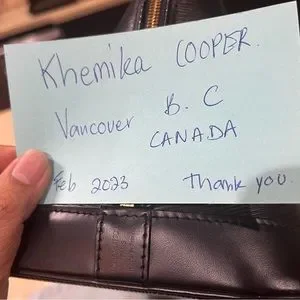 Khemika COOPER.
Vancouver B. C
CANADA
Feb 2023 Thank you.